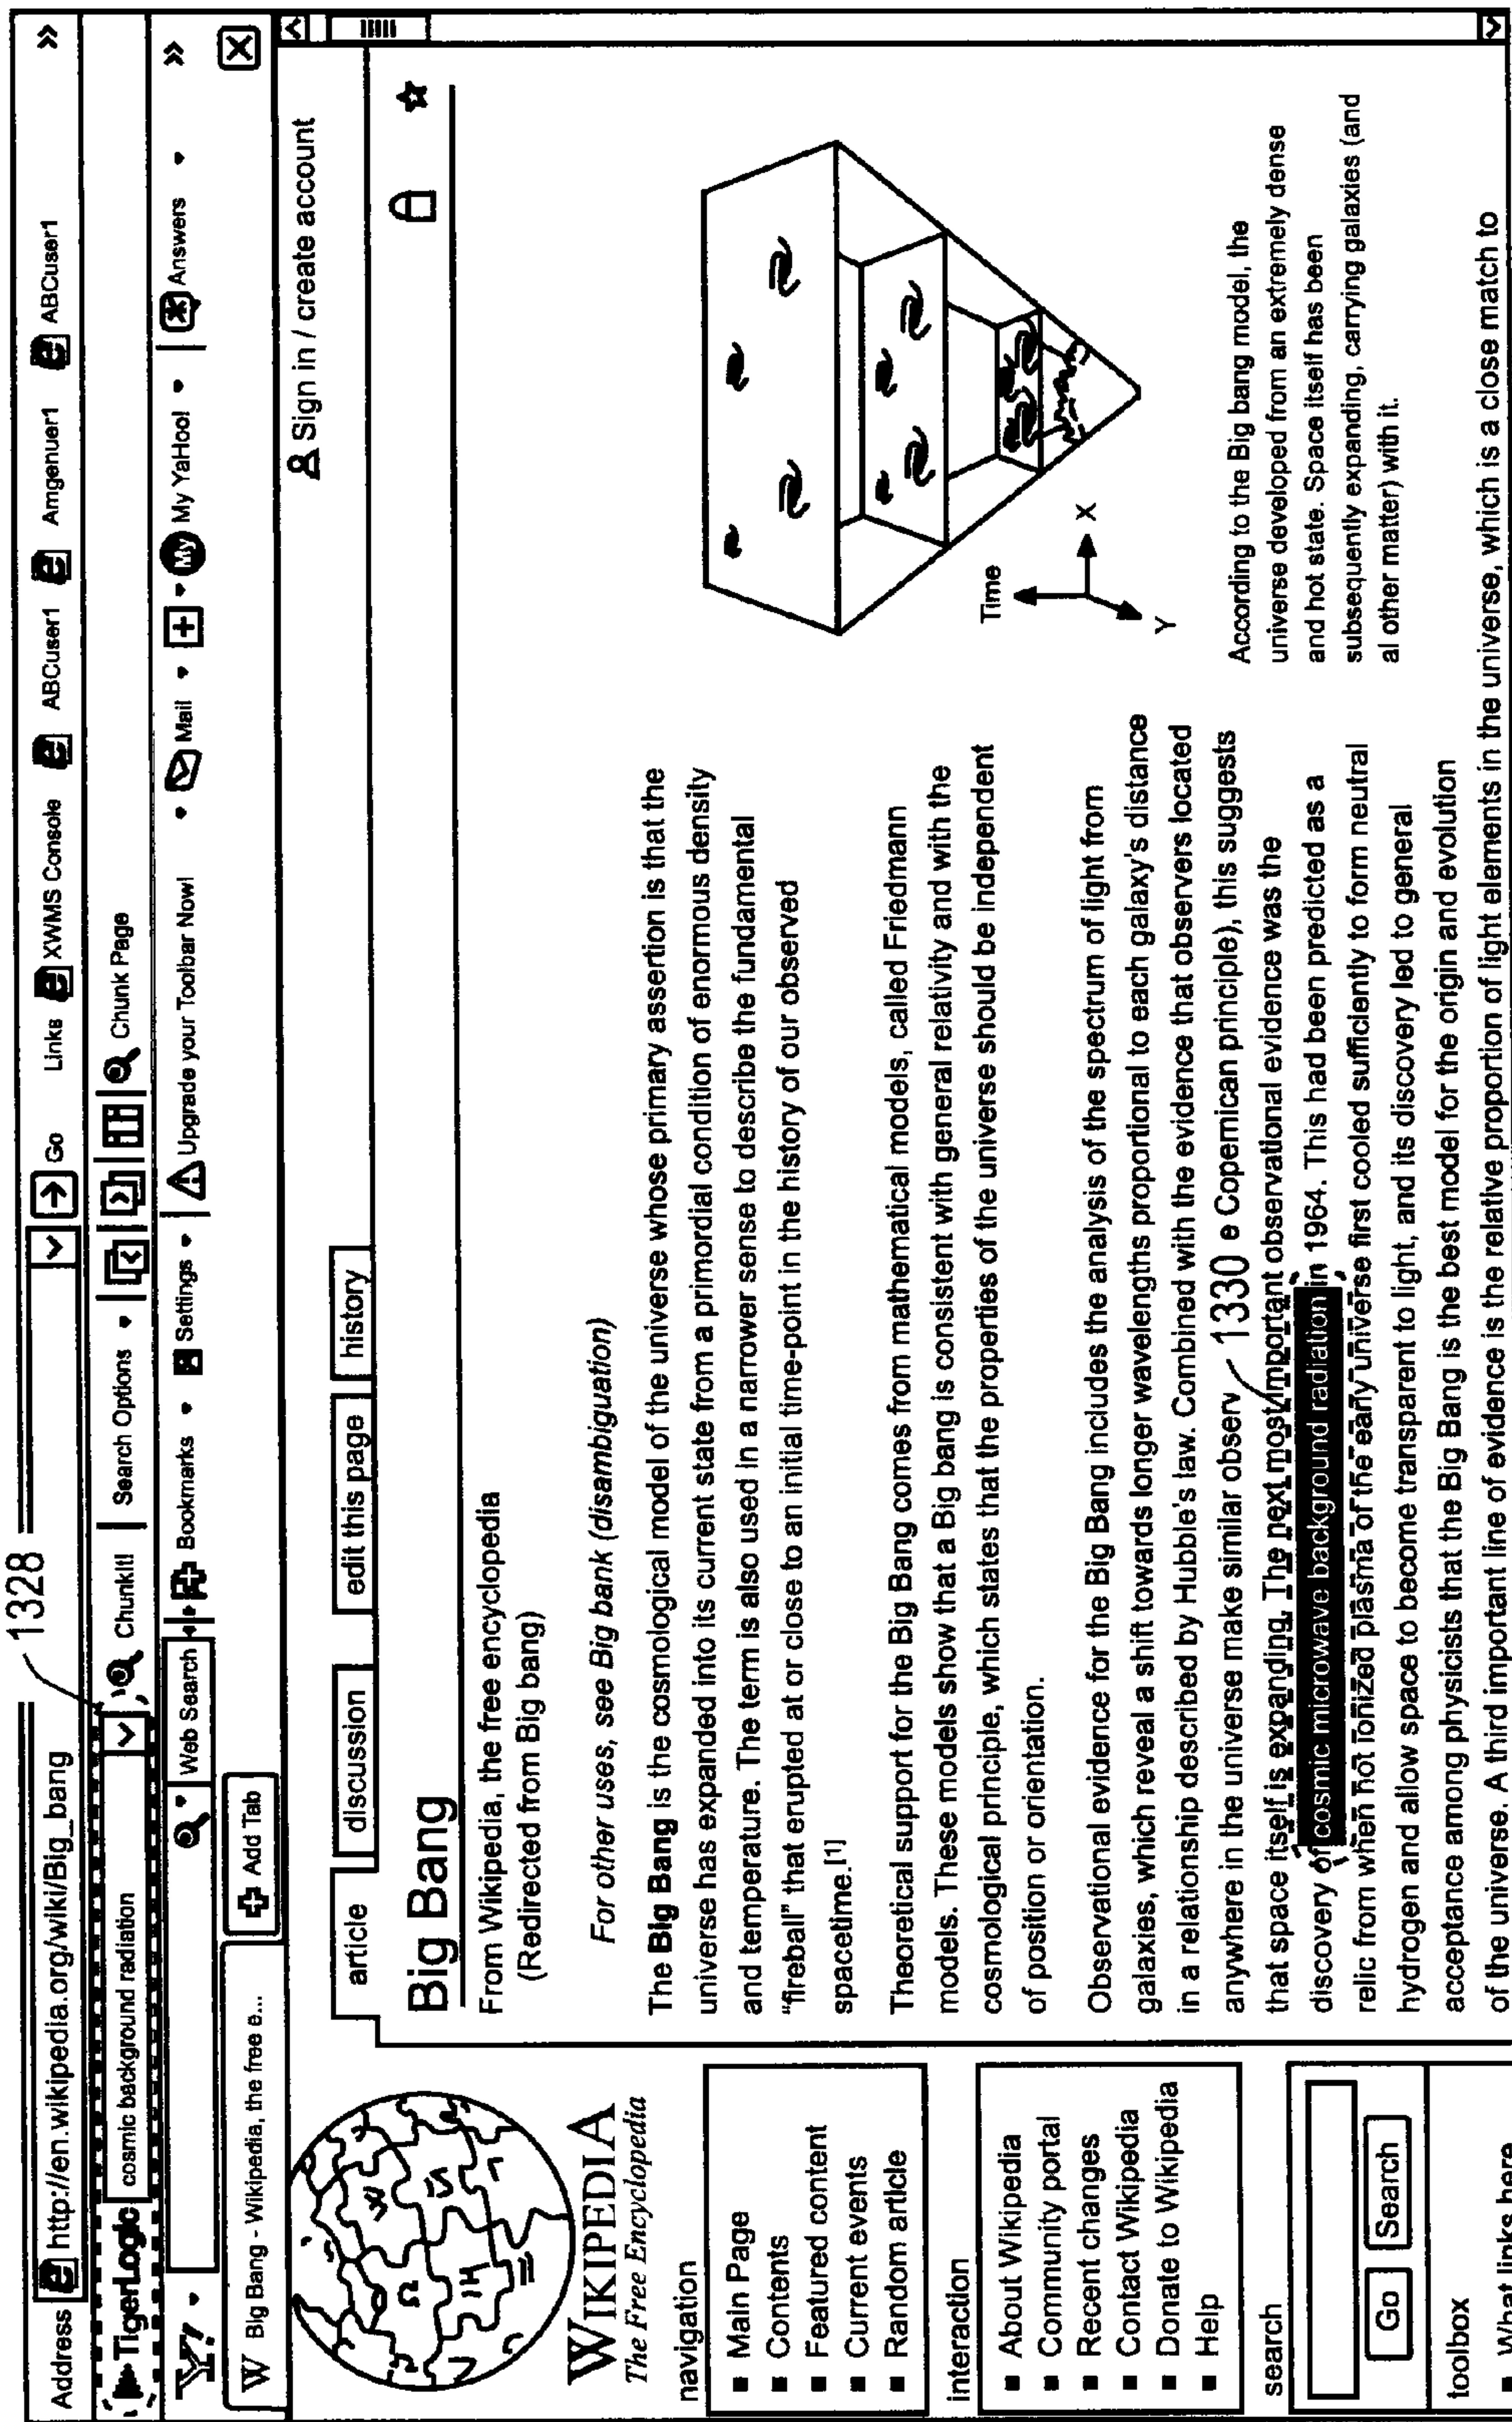 1328
Address http://en.wikipedia.org/wiki/Big_bang Go Links XWMS Console ABCuser1 Amgenuer1 ABCuser1 »
TigerLogic cosmic background radiation ChunkIt! Search Options Chunk Page
Y! Web Search Bookmarks Settings Upgrade your Toolbar Now! Mail My YaHoo! Answers »
W Big Bang - Wikipedia, the free e... Add Tab
Sign in / create account
article discussion edit this page history
Big Bang
From Wikipedia, the free encyclopedia
(Redirected from Big bang)
For other uses, see Big bank (disambiguation)
The Big Bang is the cosmological model of the universe whose primary assertion is that the
universe has expanded into its current state from a primordial condition of enormous density
and temperature. The term is also used in a narrower sense to describe the fundamental
"fireball" that erupted at or close to an initial time-point in the history of our observed
spacetime.[1]
Theoretical support for the Big Bang comes from mathematical models, called Friedmann
models. These models show that a Big bang is consistent with general relativity and with the
cosmological principle, which states that the properties of the universe should be independent
of position or orientation.
Observational evidence for the Big Bang includes the analysis of the spectrum of light from
galaxies, which reveal a shift towards longer wavelengths proportional to each galaxy's distance
in a relationship described by Hubble's law. Combined with the evidence that observers located
anywhere in the universe make similar observ 1330 e Copernican principle), this suggests
that space itself is expanding. The next most important observational evidence was the
discovery of cosmic microwave background radiation in 1964. This had been predicted as a
relic from when hot ionized plasma of the early universe first cooled sufficiently to form neutral
hydrogen and allow space to become transparent to light, and its discovery led to general
acceptance among physicists that the Big Bang is the best model for the origin and evolution
of the universe. A third important line of evidence is the relative proportion of light elements in the universe, which is a close match to
Time
X
Y
According to the Big bang model, the
universe developed from an extremely dense
and hot state. Space itself has been
subsequently expanding, carrying galaxies (and
al other matter) with it.
WIKIPEDIA
The Free Encyclopedia
navigation
Main Page
Contents
Featured content
Current events
Random article
interaction
About Wikipedia
Community portal
Recent changes
Contact Wikipedia
Donate to Wikipedia
Help
search
Go Search
toolbox
What links here